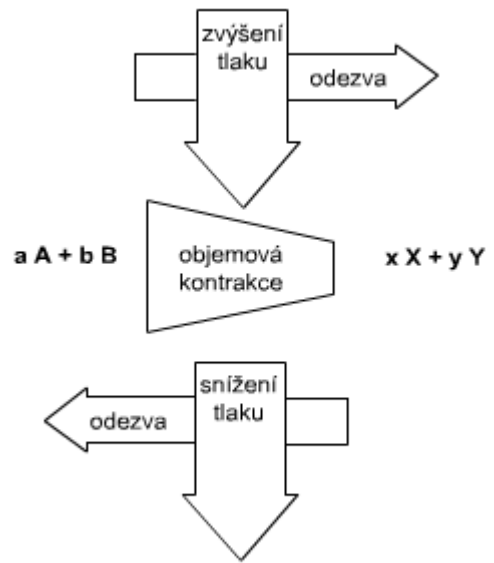 zvýšení
tlaku
odezva
a A + b B
objemová
kontrakce
x X + y Y
snížení
tlaku
odezva